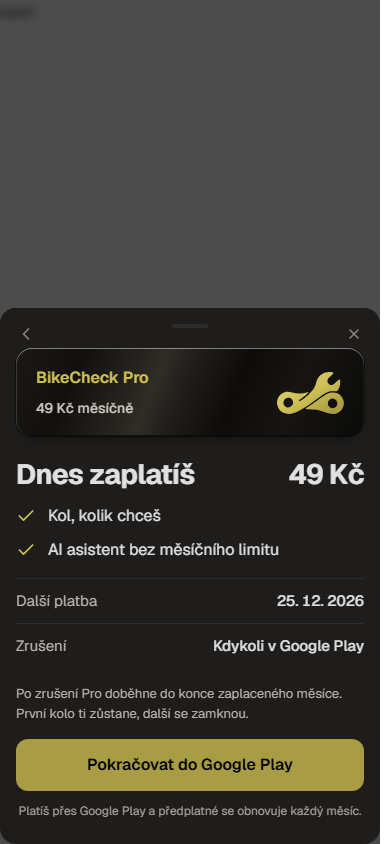 BikeCheck Pro
49 Kč měsíčně
Dnes zaplatíš 49 Kč
Kol, kolik chceš
AI asistent bez měsíčního limitu
Další platba 25. 12. 2026
Zrušení Kdykoli v Google Play
Po zrušení Pro doběhne do konce zaplaceného měsíce.
První kolo ti zůstane, další se zamknou.
Pokračovat do Google Play
Platíš přes Google Play a předplatné se obnovuje každý měsíc.